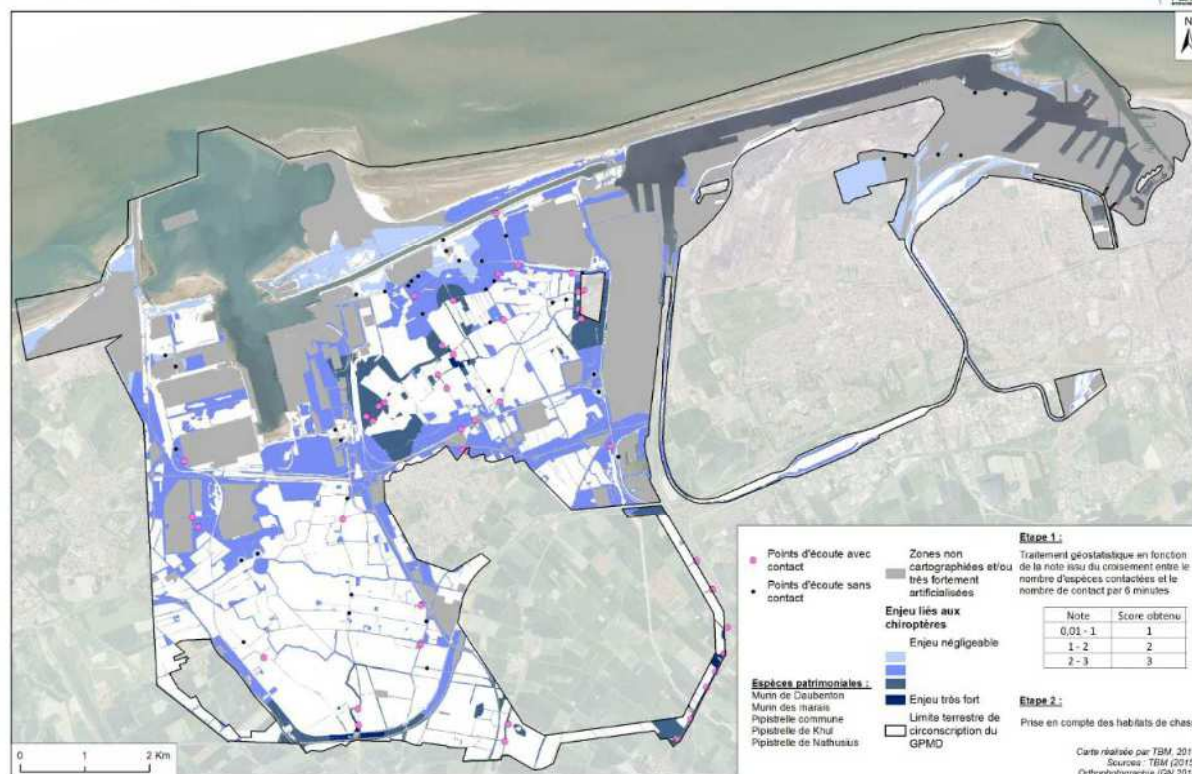 N
0 1 2 Km
Points d'écoute avec
contact
Points d'écoute sans
contact
Espèces patrimoniales :
Murin de Daubenton
Murin des marais
Pipistrelle commune
Pipistrelle de Khul
Pipistrelle de Nathusius
Zones non
cartographiées et/ou
très fortement
artificialisées
Enjeu liés aux
chiroptères
Enjeu négligeable
Enjeu très fort
Limite terrestre de
circonscription du
GPMD
Etape 1 :
Traitement géostatistique en fonction
de la note issu du croisement entre le
nombre d'espèces contactées et le
nombre de contact par 6 minutes
Note Score obtenu
0,01 - 1 1
1 - 2 2
2 - 3 3
Etape 2 :
Prise en compte des habitats de chas
Carte réalisée par TBM, 201
Sources : TBM (2015
Orthophotographie IGN 201